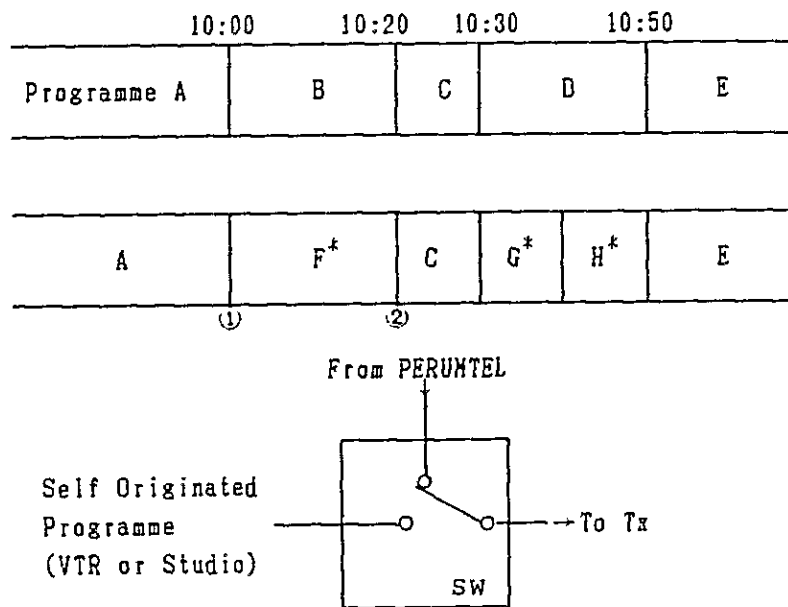 10:00 10:20 10:30 10:50
Programme A B C D E
A F* C G* H* E
① ②
From PERUMTEL
Self Originated
Programme
(VTR or Studio)
To Tx
SW